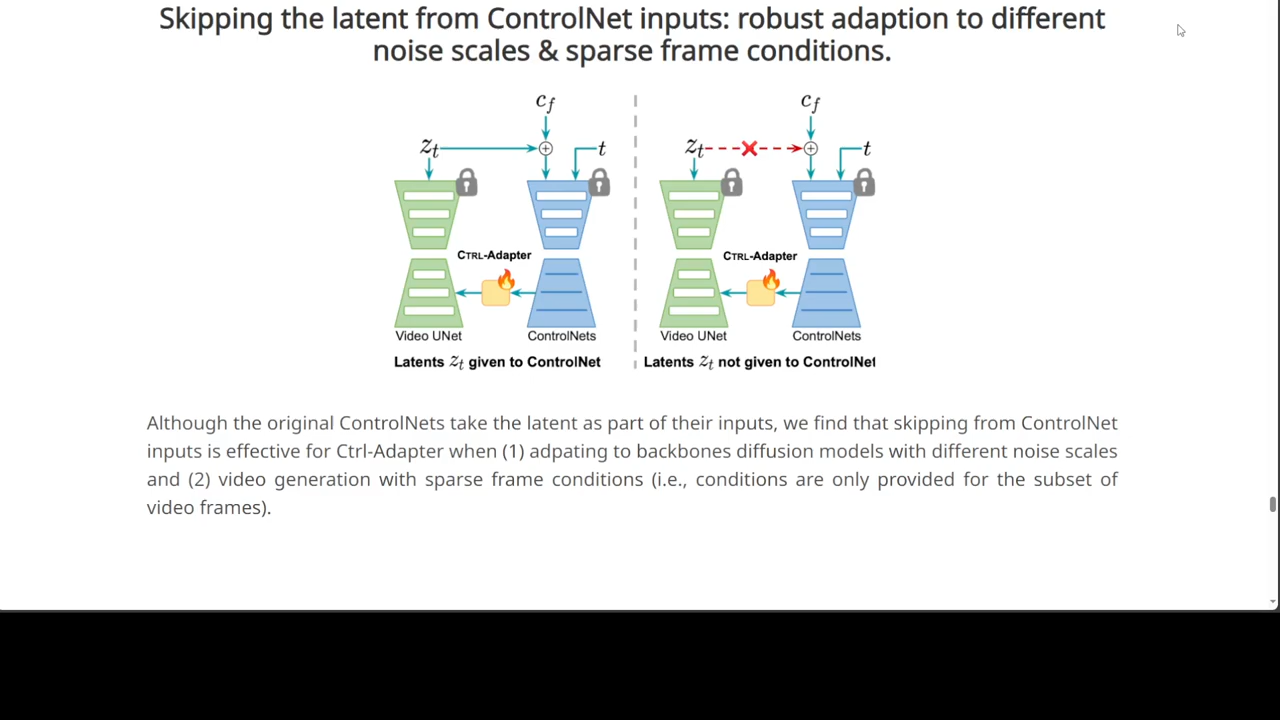 Skipping the latent from ControlNet inputs: robust adaption to different
noise scales & sparse frame conditions.
c_f
z_t
t
CTRL-Adapter
Video UNet
ControlNets
Latents z_t given to ControlNet
c_f
z_t
t
CTRL-Adapter
Video UNet
ControlNets
Latents z_t not given to ControlNet
Although the original ControlNets take the latent as part of their inputs, we find that skipping from ControlNet
inputs is effective for Ctrl-Adapter when (1) adpating to backbones diffusion models with different noise scales
and (2) video generation with sparse frame conditions (i.e., conditions are only provided for the subset of
video frames).